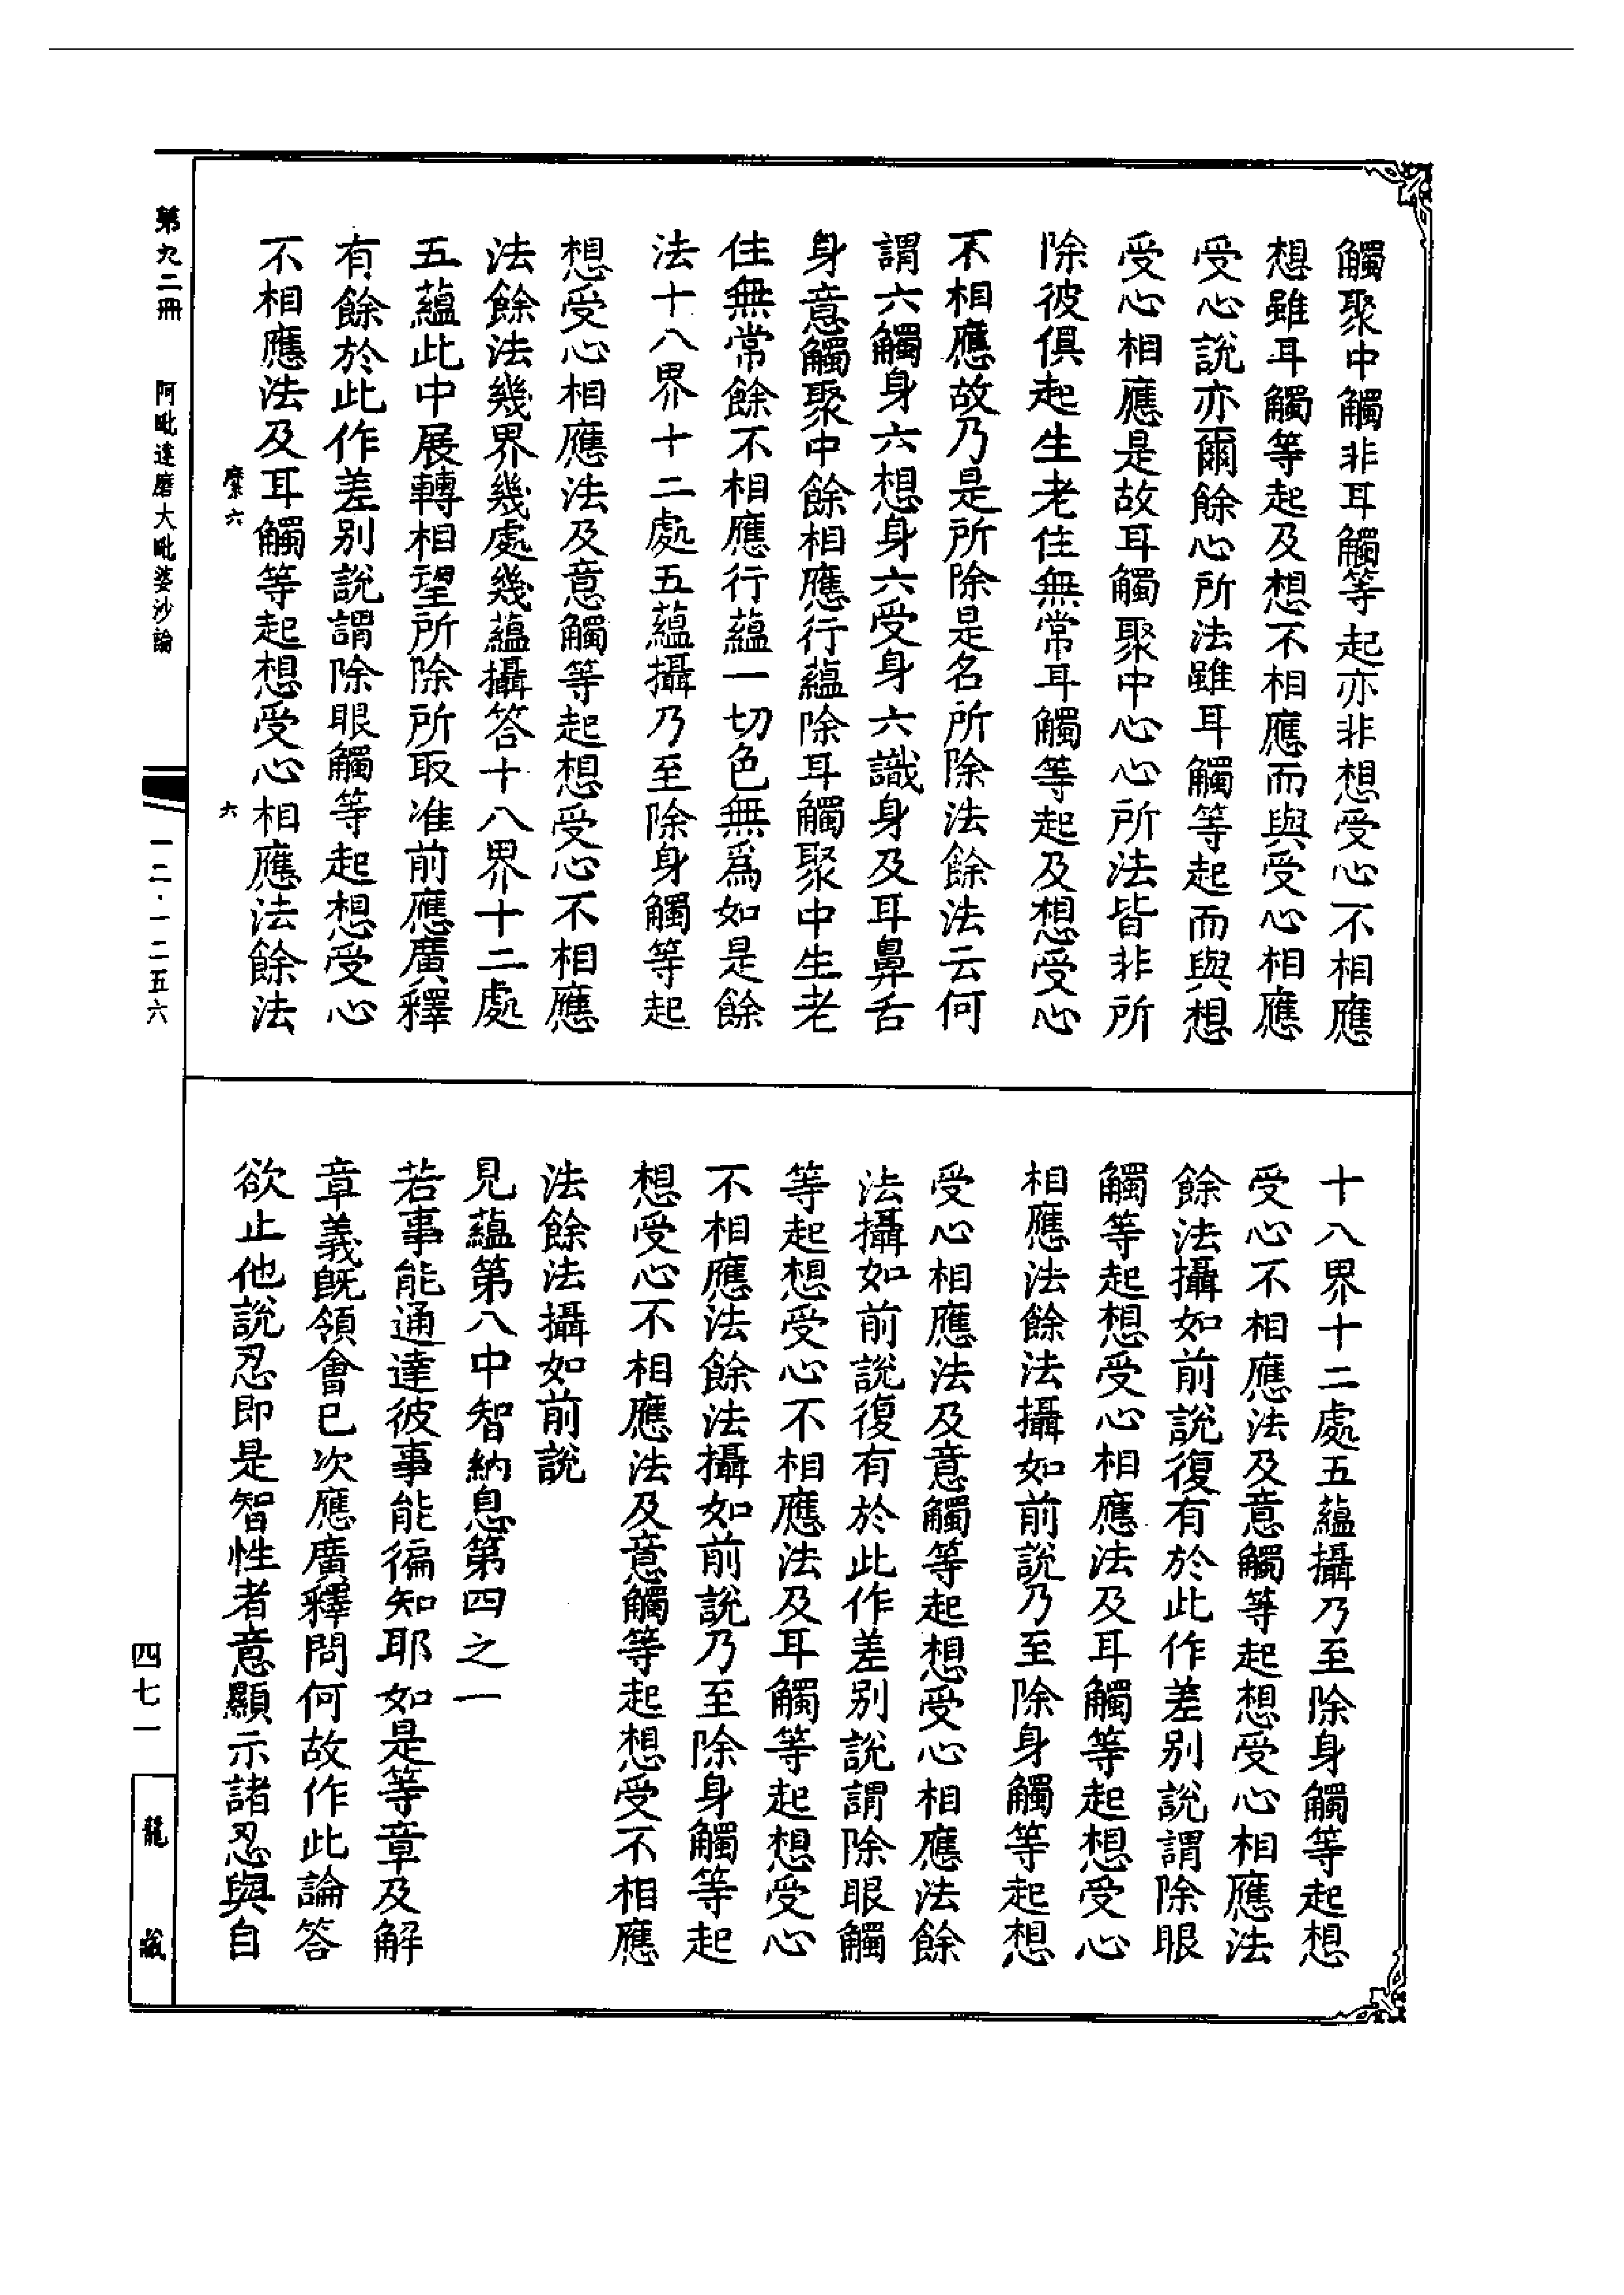 觸聚中觸非耳觸等起亦非想受心不相應
想雖耳觸等起及想不相應而與受心相應
受心說亦爾餘心所法雖耳觸等起而與想
受心相應是故耳觸聚中心心所法皆非所
除彼俱起生老住無常耳觸等起及想受心
不相應故乃是所除是名所除法餘法云何
謂六觸身六想身六受身六識身及耳鼻舌
身意觸聚中餘相應行蘊除耳觸聚中生老
住無常餘不相應行蘊一切色無為如是餘
法十八界十二處五蘊攝乃至除身觸等起
想受心相應法及意觸等起想受心不相應
法餘法幾界幾處幾蘊攝答十八界十二處
五蘊此中展轉相望所除所取准前應廣釋
有餘於此作差别說謂除眼觸等起想受心
不相應法及耳觸等起想受心相應法餘法
十八界十二處五蘊攝乃至除身觸等起想
受心不相應法及意觸等起想受心相應法
餘法攝如前說復有於此作差别說謂除眼
觸等起想受心相應法及耳觸等起想受心
相應法餘法攝如前說乃至除身觸等起想
受心相應法及意觸等起想受心相應法餘
法攝如前說復有於此作差别說謂除眼觸
等起想受心不相應法及耳觸等起想受心
不相應法餘法攝如前說乃至除身觸等起
想受心不相應法及意觸等起想受不相應
法餘法攝如前說
見蘊第八中智納息第四之一
若事能通達彼事能徧知耶如是等章及解
章義旣領會已次應廣釋問何故作此論答
欲止他說忍即是智性者意顯示諸忍與自
第九二冊 阿毗達磨大毗婆沙論
縻六 六
一二·一二五六
四七一
龍藏